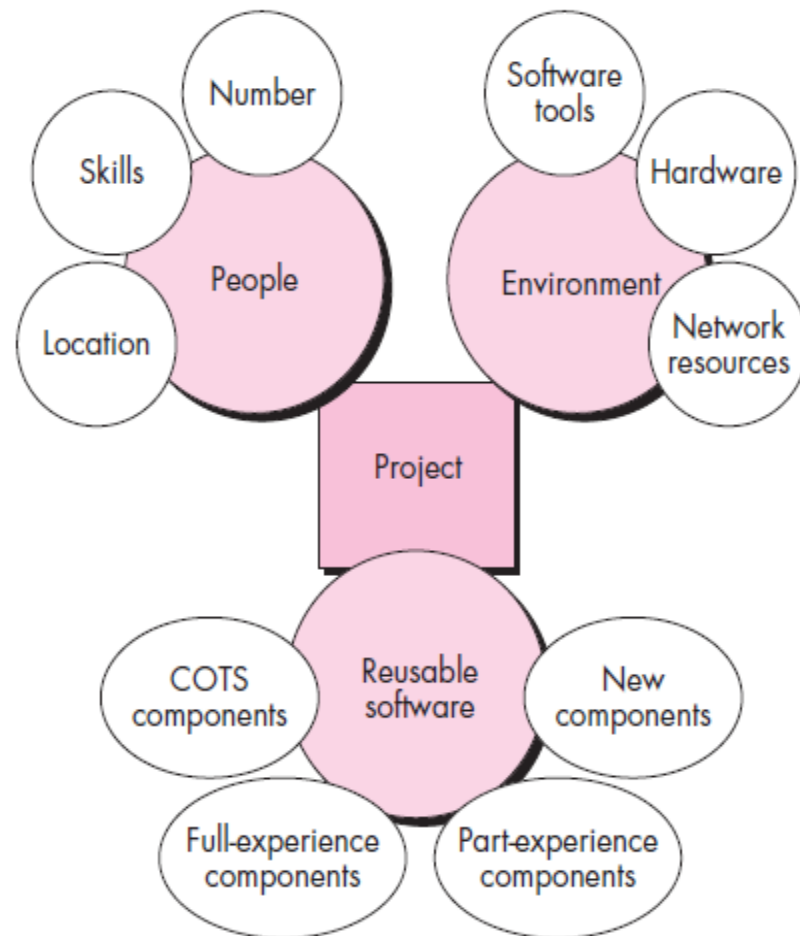 Number
Skills
People
Location
Software
tools
Hardware
Environment
Network
resources
Project
COTS
components
Reusable
software
New
components
Full-experience
components
Part-experience
components